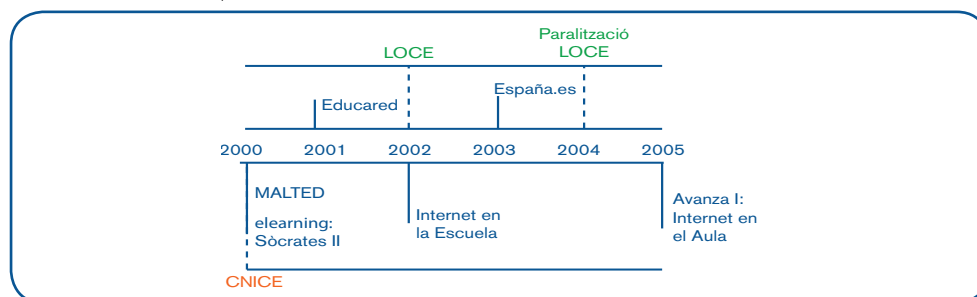 Paralització
LOCE
LOCE
España.es
Educared
2000 2001 2002 2003 2004 2005
MALTED
elearning:
Sòcrates II
Internet en
la Escuela
Avanza I:
Internet en
el Aula
CNICE